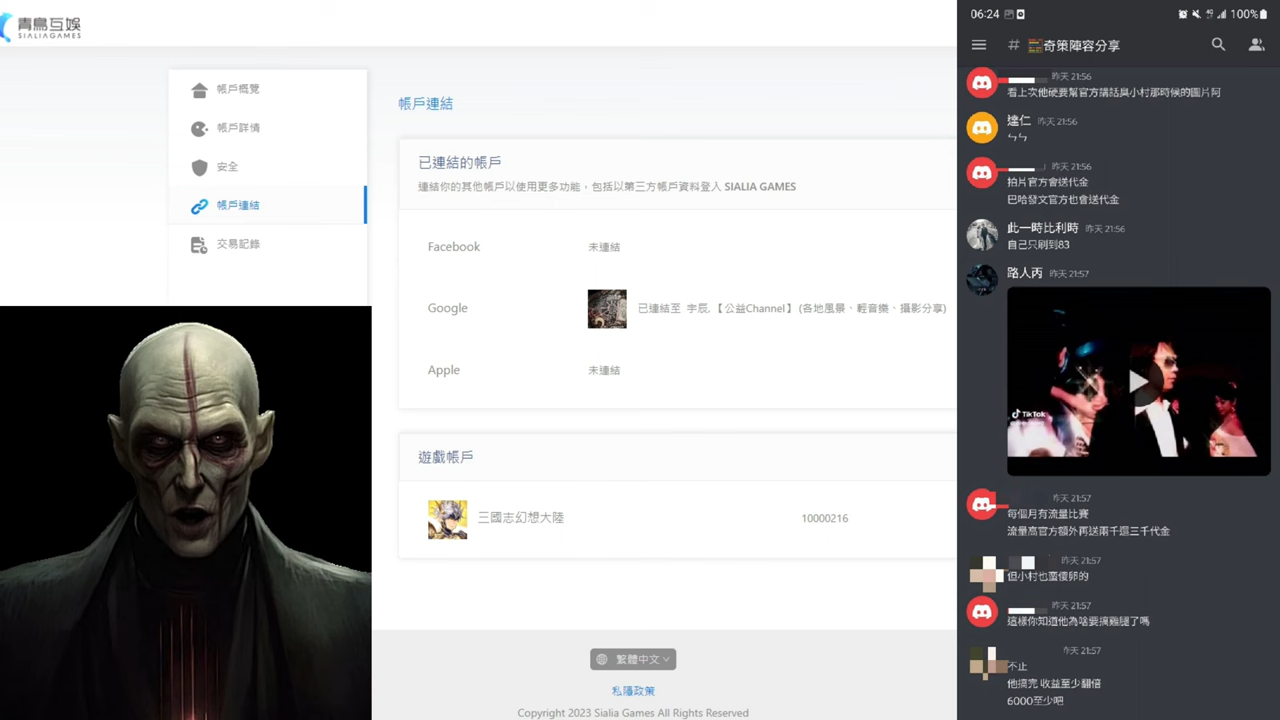 青鳥互娛
SIALIAGAMES
帳戶概覽
帳戶詳情
安全
帳戶連結
交易記錄
帳戶連結
已連結的帳戶
連結你的其他帳戶以使用更多功能，包括以第三方帳戶資料登入 SIALIA GAMES
Facebook
未連結
Google
已連結至 宇辰,【公益Channel】(各地風景、輕音樂、攝影分享)
Apple
未連結
遊戲帳戶
三國志幻想大陸
10000216
繁體中文
私隱政策
Copyright 2023 Sialia Games All Rights Reserved
06:24
100%
# 奇策陣容分享
昨天 21:56
看上次他硬要幫官方講話臭小村那時候的圖片阿
達仁 昨天 21:56
ㄣㄣ
昨天 21:56
拍片官方會送代金
巴哈發文官方也會送代金
此一時比利時 昨天 21:56
自己只刷到83
路人丙 昨天 21:57
TikTok
昨天 21:57
每個月有流量比賽
流量高官方額外再送兩千還三千代金
昨天 21:57
但小村也蠻傻卵的
昨天 21:57
這樣你知道他為啥要搞雞腿了嗎
昨天 21:57
不止
他搞完 收益至少翻倍
6000至少吧